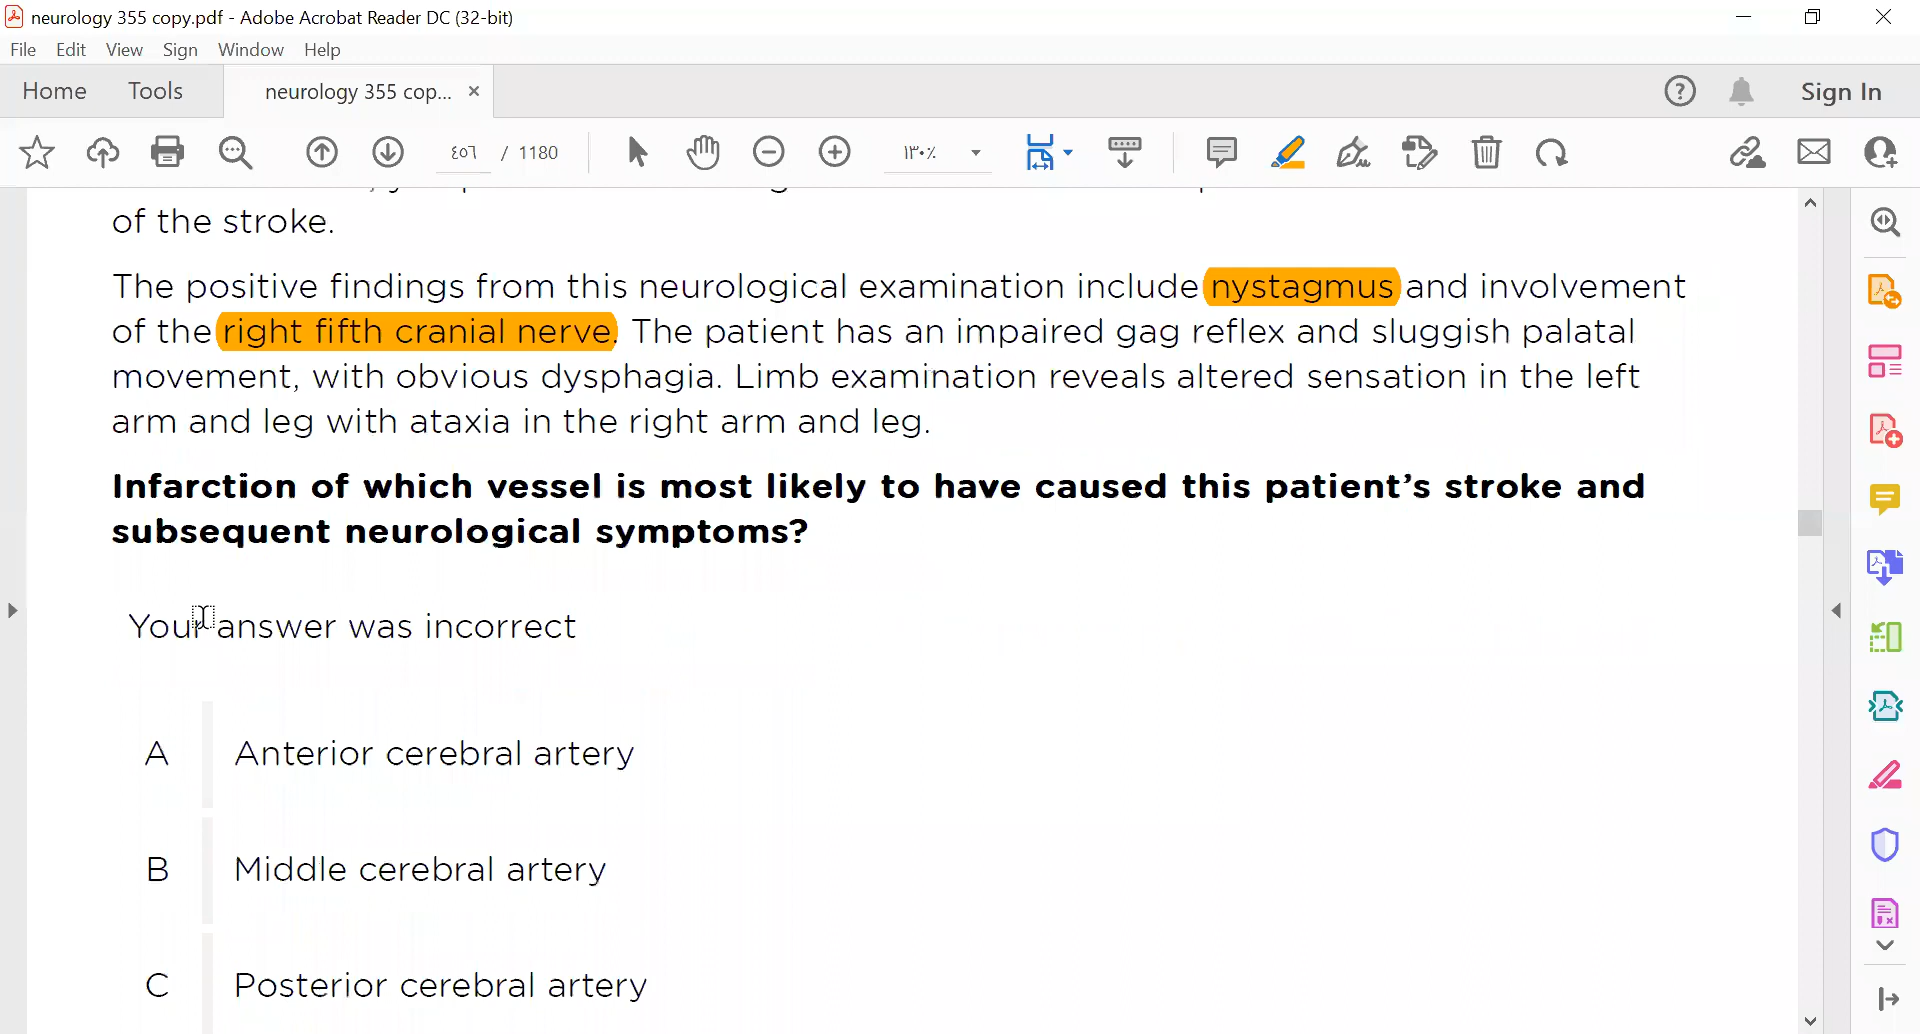 neurology 355 copy.pdf - Adobe Acrobat Reader DC (32-bit)
File Edit View Sign Window Help
Home Tools neurology 355 cop... × Sign In
٤٥٦ / 1180 ١٣٠٪
of the stroke.
The positive findings from this neurological examination include nystagmus and involvement
of the right fifth cranial nerve. The patient has an impaired gag reflex and sluggish palatal
movement, with obvious dysphagia. Limb examination reveals altered sensation in the left
arm and leg with ataxia in the right arm and leg.
Infarction of which vessel is most likely to have caused this patient’s stroke and
subsequent neurological symptoms?
Your answer was incorrect
A Anterior cerebral artery
B Middle cerebral artery
C Posterior cerebral artery